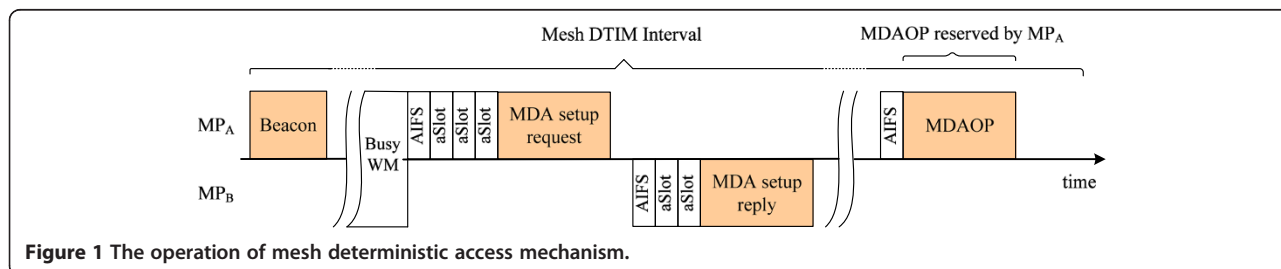 Mesh DTIM Interval
MDAOP reserved by MPA
MPA
Beacon
Busy
WM
AIFS
aSlot
aSlot
aSlot
MDA setup
request
AIFS
MDAOP
time
MPB
AIFS
aSlot
aSlot
MDA setup
reply
Figure 1 The operation of mesh deterministic access mechanism.